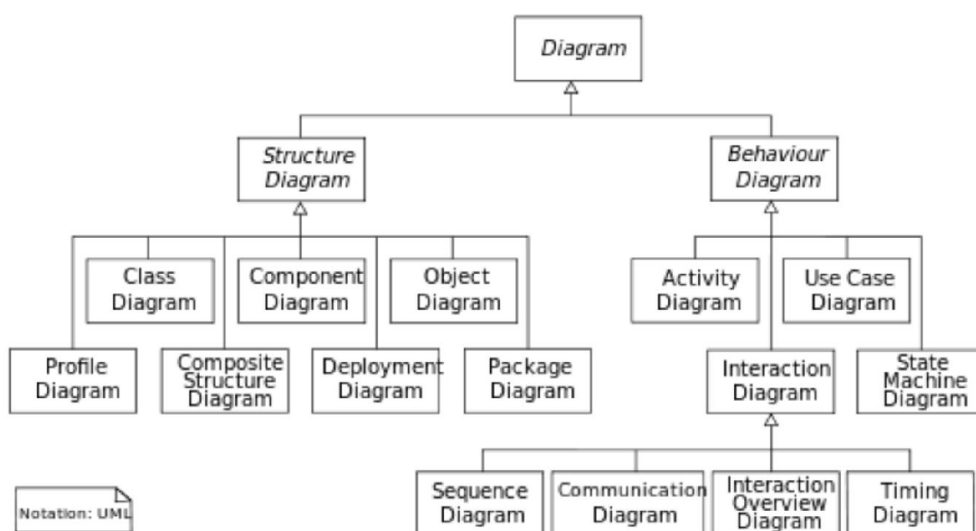 Diagram
Structure
Diagram
Behaviour
Diagram
Class
Diagram
Component
Diagram
Object
Diagram
Activity
Diagram
Use Case
Diagram
Profile
Diagram
Composite
Structure
Diagram
Deployment
Diagram
Package
Diagram
Interaction
Diagram
State
Machine
Diagram
Sequence
Diagram
Communication
Diagram
Interaction
Overview
Diagram
Timing
Diagram
Notation: UML